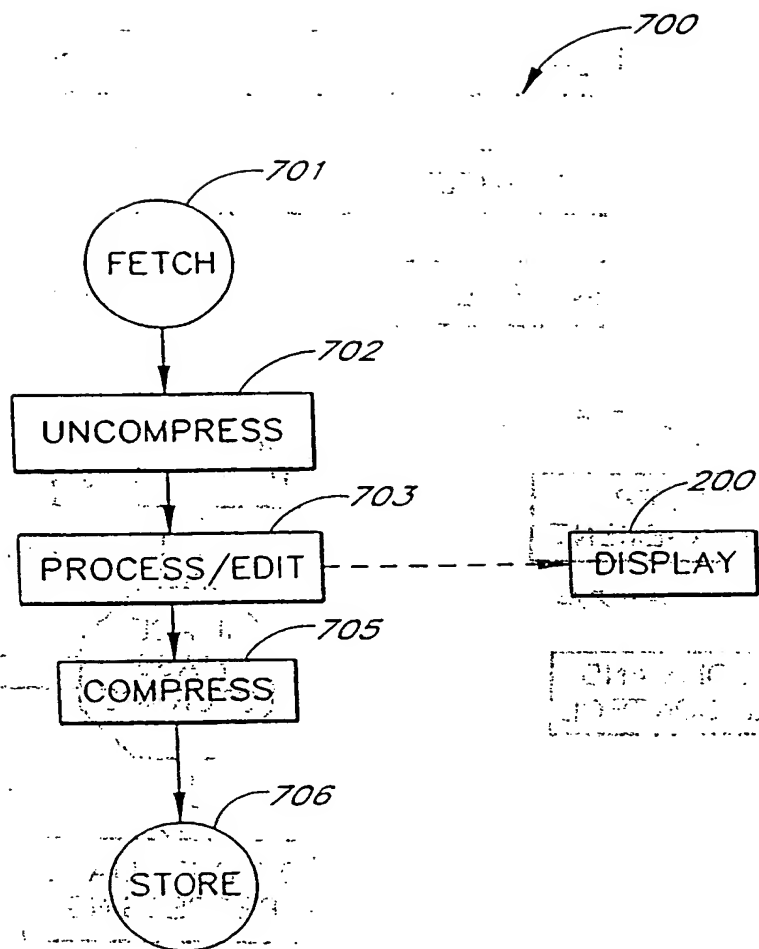 700
701
FETCH
702
UNCOMPRESS
703
200
PROCESS/EDIT
DISPLAY
705
COMPRESS
706
STORE